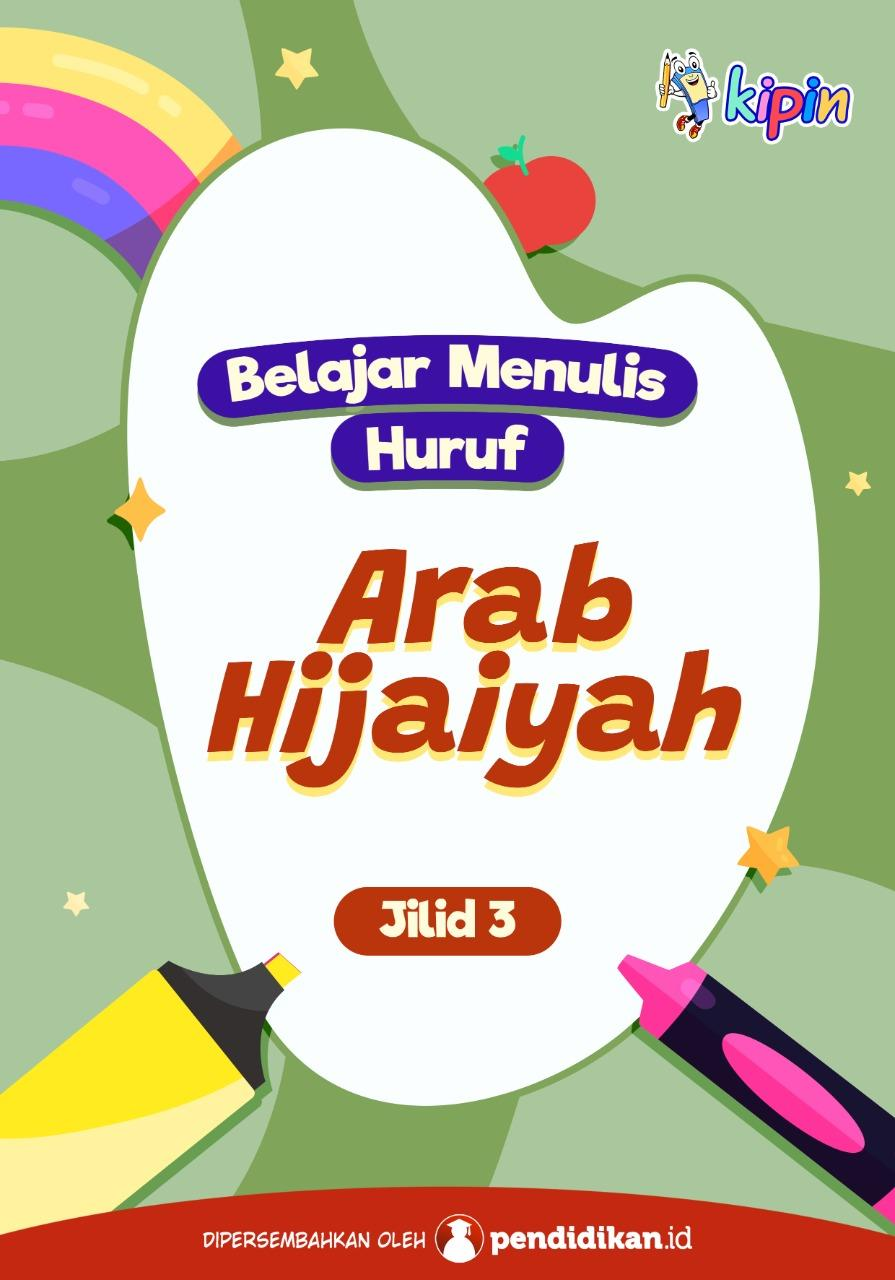 kipin
Belajar Menulis
Huruf
Arab
Hijaiyah
Jilid 3
DIPERSEMBAHKAN OLEH pendidikan.id